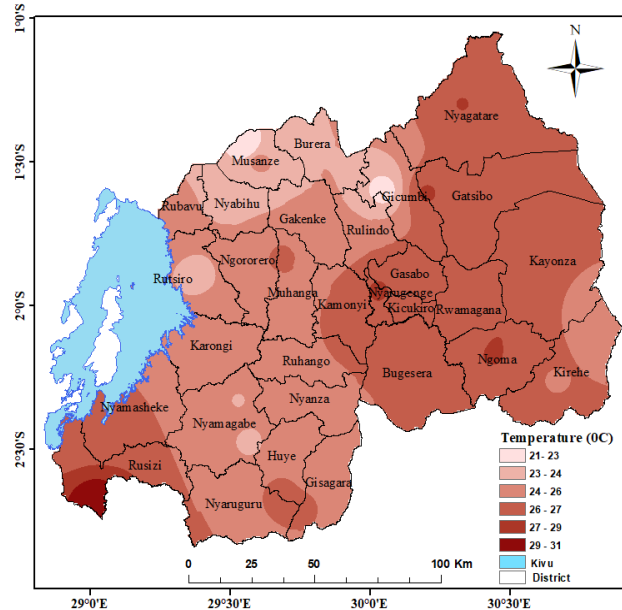 1°0'S
N
Nyagatare
Burera
Musanze
1°30'S
Gicumbi
Gatsibo
Rubavu
Nyabihu
Gakenke
Rulindo
Ngororero
Gasabo
Kayonza
Rutsiro
Muhanga
Nyarugenge
2°0'S
Kamonyi
Kicukiro
Rwamagana
Karongi
Ruhango
Bugesera
Ngoma
Kirehe
Nyamasheke
Nyanza
Nyamagabe
2°30'S
Rusizi
Huye
Gisagara
Nyaruguru
Temperature (0C)
21 - 23
23 - 24
24 - 26
26 - 27
27 - 29
29 - 31
Kivu
District
0 25 50 100 Km
29°0'E 29°30'E 30°0'E 30°30'E